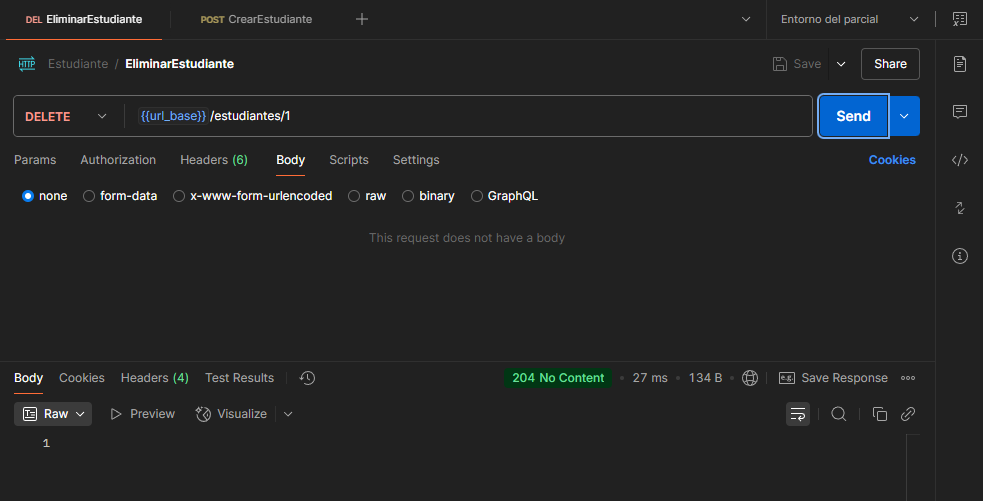 DEL EliminarEstudiante POST CrearEstudiante Entorno del parcial
HTTP Estudiante / EliminarEstudiante Save Share
DELETE {{url_base}} /estudiantes/1 Send
Params Authorization Headers (6) Body Scripts Settings Cookies
none form-data x-www-form-urlencoded raw binary GraphQL
This request does not have a body
Body Cookies Headers (4) Test Results 204 No Content • 27 ms • 134 B • e.g. Save Response
Raw Preview Visualize
1